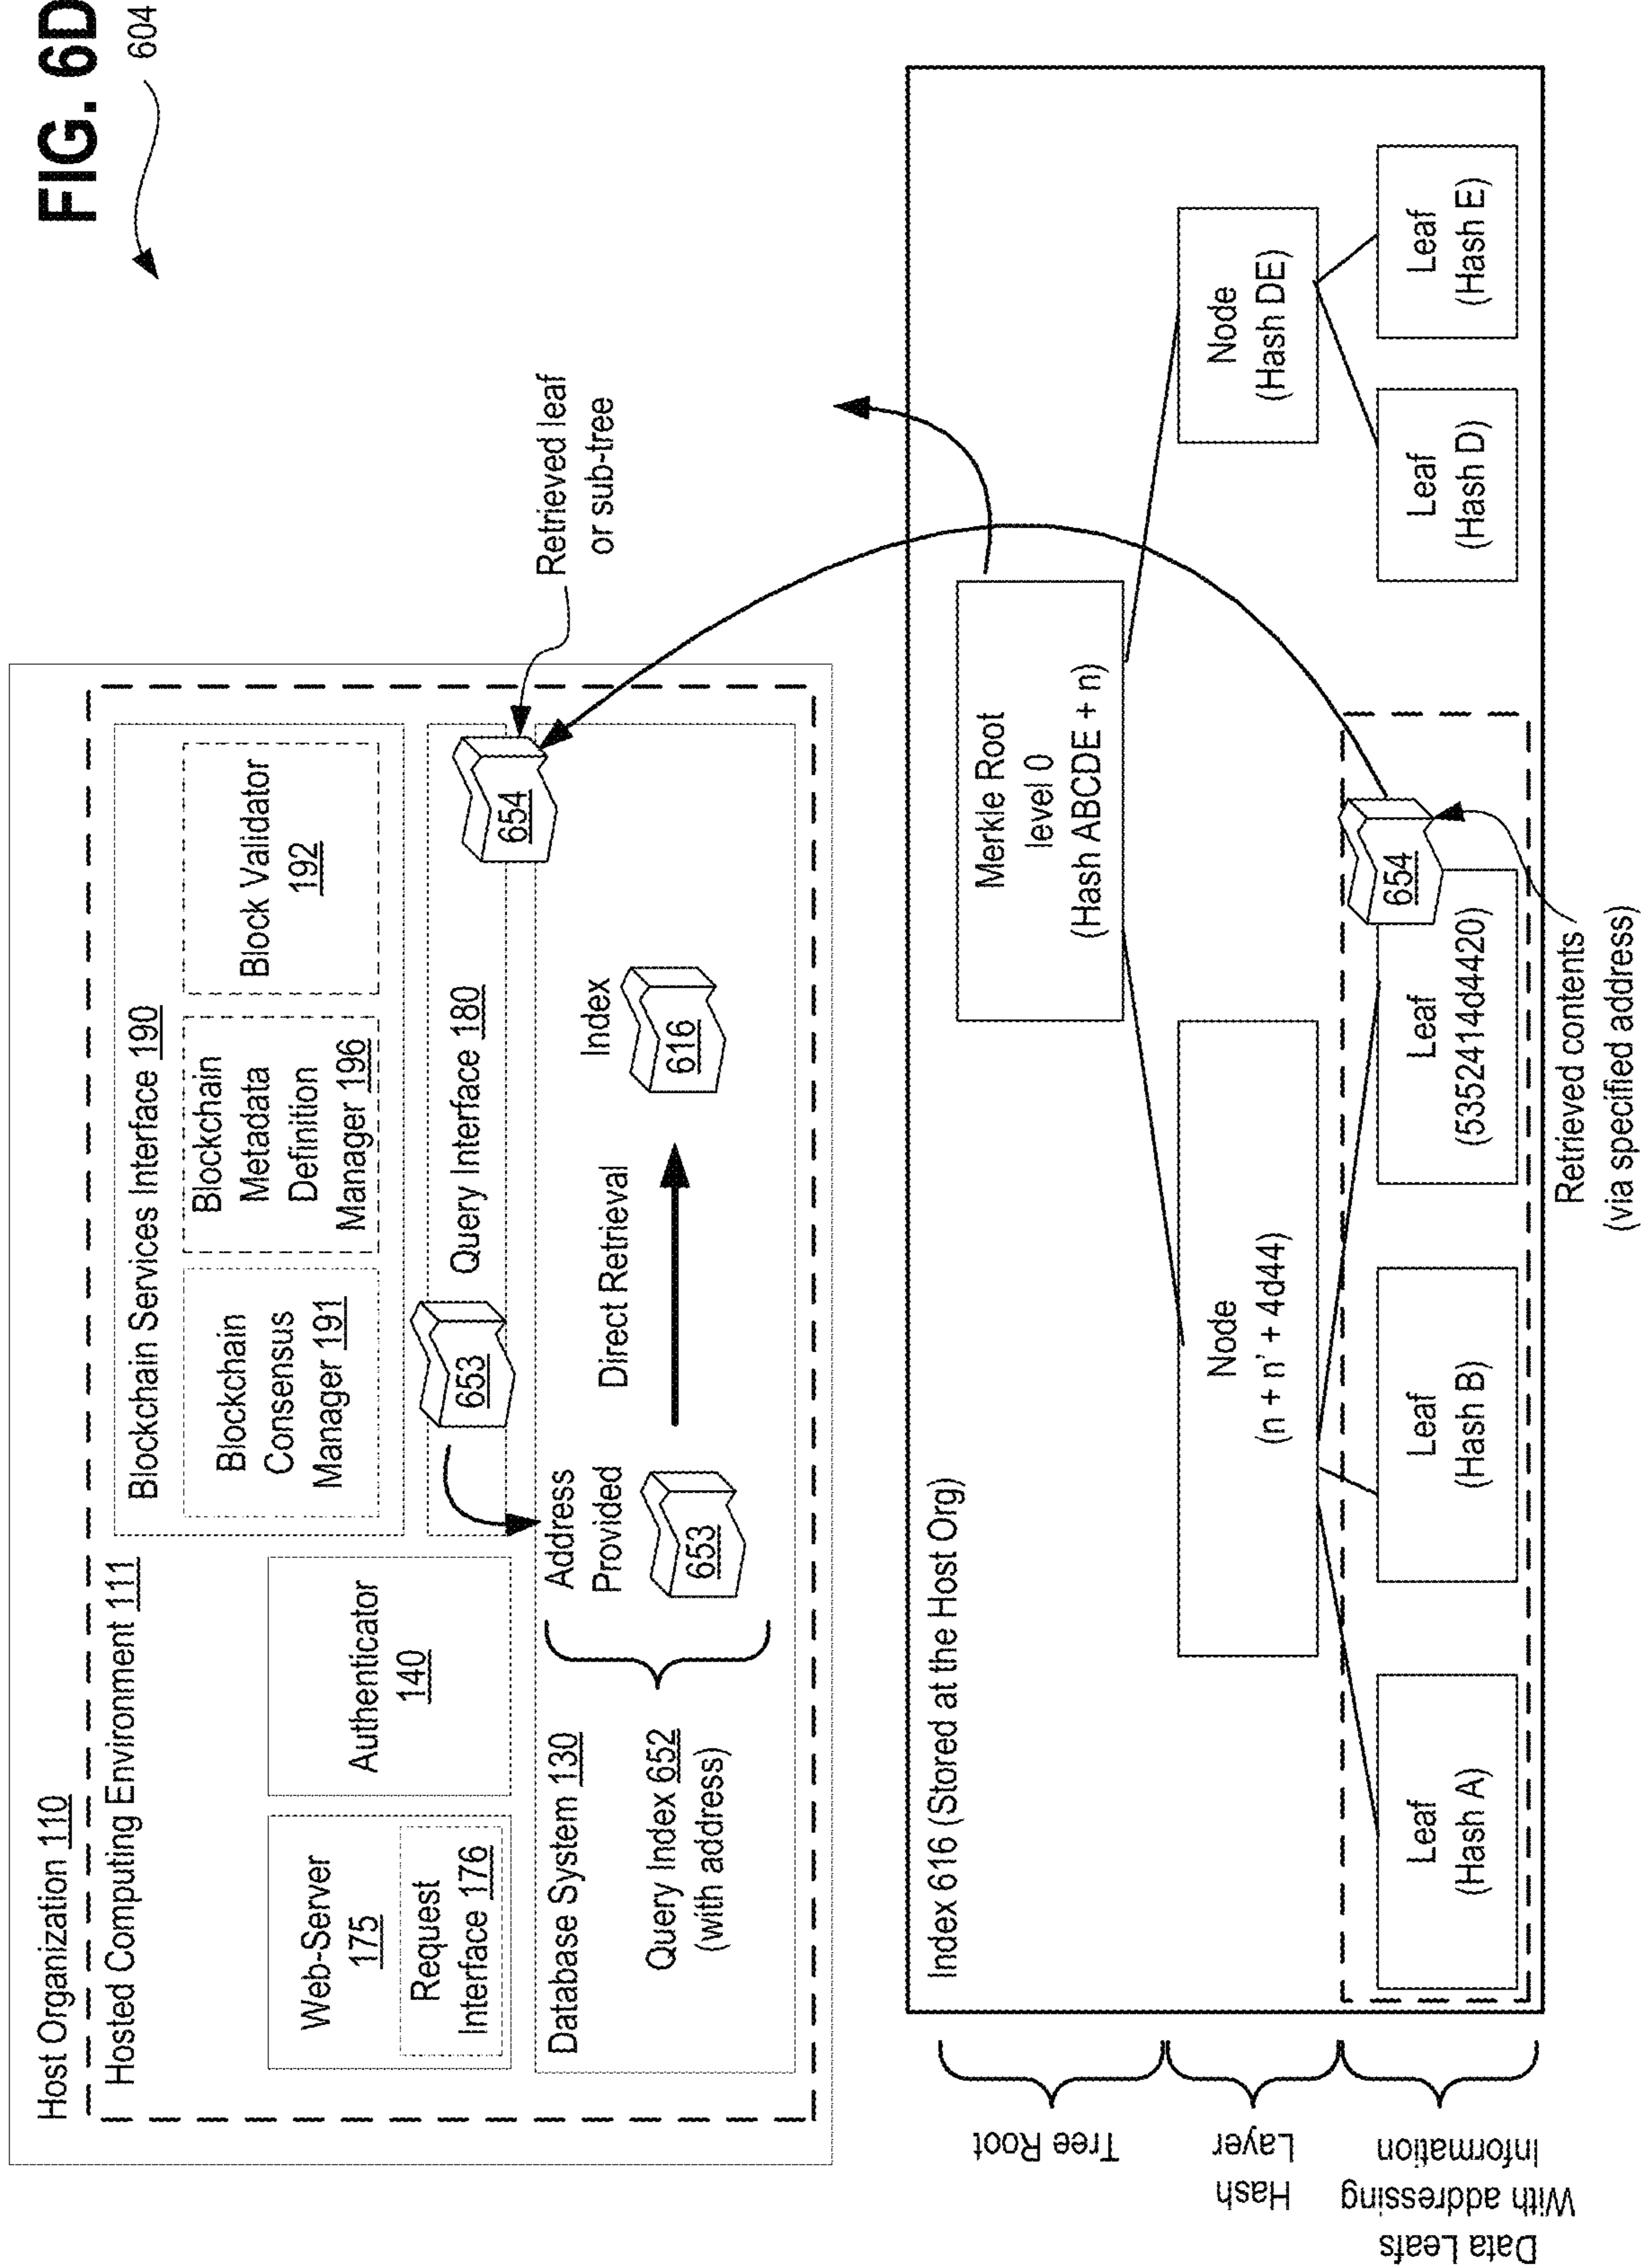 FIG. 6D
604
Host Organization 110
Hosted Computing Environment 111
Web-Server
175
Request
Interface 176
Authenticator
140
Blockchain Services Interface 190
Blockchain
Consensus
Manager 191
Blockchain
Metadata
Definition
Manager 196
Block Validator
192
Query Interface 180
653
654
Retrieved leaf
or sub-tree
Database System 130
Query Index 652
(with address)
Address
Provided
653
Direct Retrieval
Index
616
Index 616 (Stored at the Host Org)
Tree Root
Merkle Root
level 0
(Hash ABCDE + n)
Hash
Layer
Node
(n + n' + 4d44)
Node
(Hash DE)
Data Leafs
With addressing
Information
Leaf
(Hash A)
Leaf
(Hash B)
Leaf
(5352414d4420)
654
Leaf
(Hash D)
Leaf
(Hash E)
Retrieved contents
(via specified address)